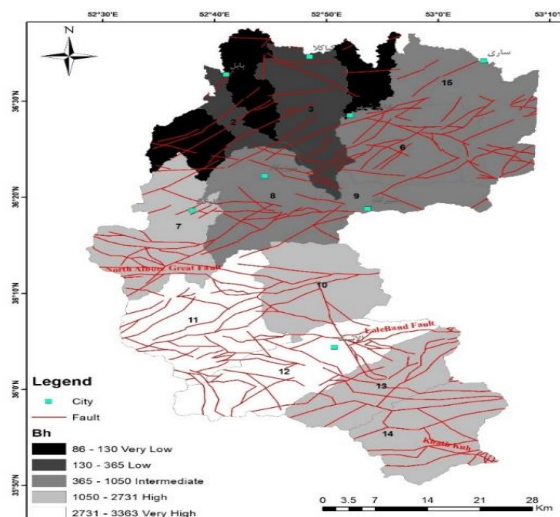 52°30'E
52°40'E
52°50'E
53°0'E
53°10'E
36°30'N
36°20'N
36°10'N
36°0'N
35°50'N
N
ساری
بابل
15
2
3
6
8
9
7
North Alborz Great Fault
10
11
12
13
14
Legend
City
Fault
Bh
86 - 130 Very Low
130 - 365 Low
365 - 1050 Intermediate
1050 - 2731 High
2731 - 3363 Very High
0 3.5 7 14 21 28
Km